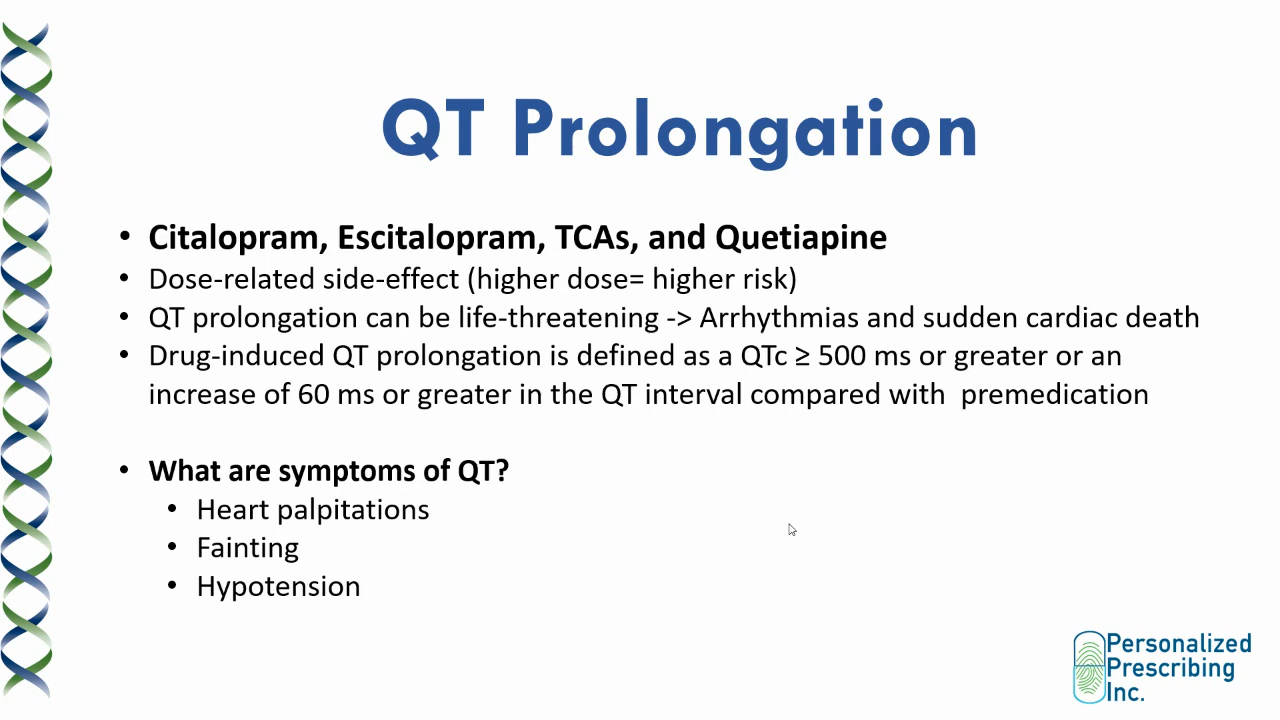 QT Prolongation
• Citalopram, Escitalopram, TCAs, and Quetiapine
• Dose-related side-effect (higher dose= higher risk)
• QT prolongation can be life-threatening -> Arrhythmias and sudden cardiac death
• Drug-induced QT prolongation is defined as a QTc ≥ 500 ms or greater or an
increase of 60 ms or greater in the QT interval compared with  premedication
• What are symptoms of QT?
• Heart palpitations
• Fainting
• Hypotension
Personalized
Prescribing
Inc.